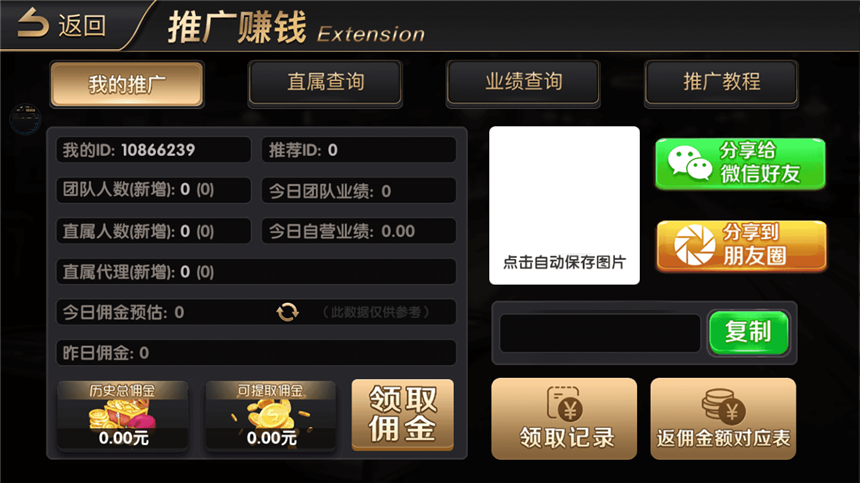 返回
推广赚钱 Extension
我的推广
直属查询
业绩查询
推广教程
我的ID: 10866239
推荐ID: 0
团队人数(新增): 0 (0)
今日团队业绩: 0
直属人数(新增): 0 (0)
今日自营业绩: 0.00
直属代理(新增): 0 (0)
今日佣金预估: 0
（此数据仅供参考）
昨日佣金: 0
历史总佣金
0.00元
可提取佣金
0.00元
领取
佣金
点击自动保存图片
分享给
微信好友
分享到
朋友圈
复制
领取记录
返佣金额对应表